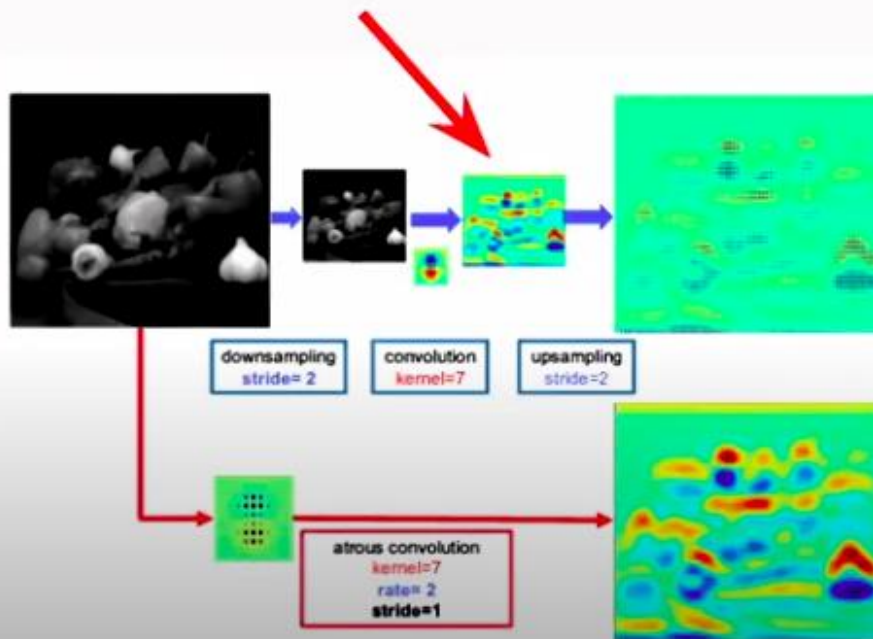 downsampling
stride= 2
convolution
kernel=7
upsampling
stride=2
atrous convolution
kernel=7
rate= 2
stride=1